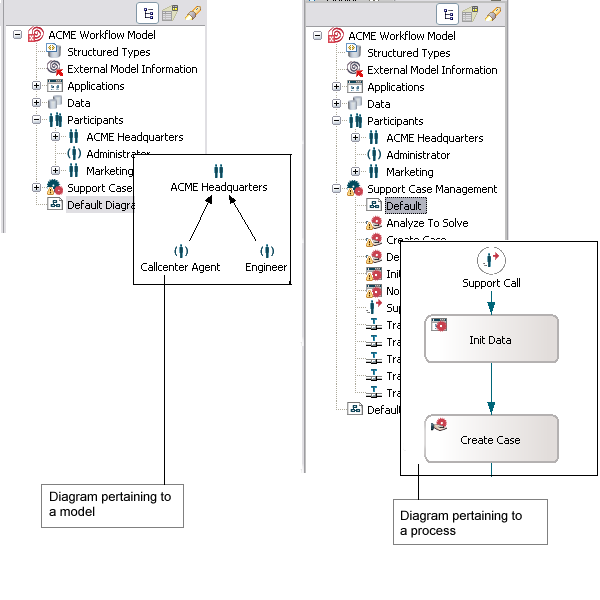 ACME Workflow Model
Structured Types
External Model Information
Applications
Data
Participants
ACME Headquarters
Administrator
Marketing
Support Case
Default Diagra
ACME Headquarters
Callcenter Agent
Engineer
Diagram pertaining to
a model
ACME Workflow Model
Structured Types
External Model Information
Applications
Data
Participants
ACME Headquarters
Administrator
Marketing
Support Case Management
Default
Analyze To Solve
Create Case
De
Init
No
Su
Tra
Tra
Tra
Tra
Tra
Defaul
Support Call
Init Data
Create Case
Diagram pertaining to
a process